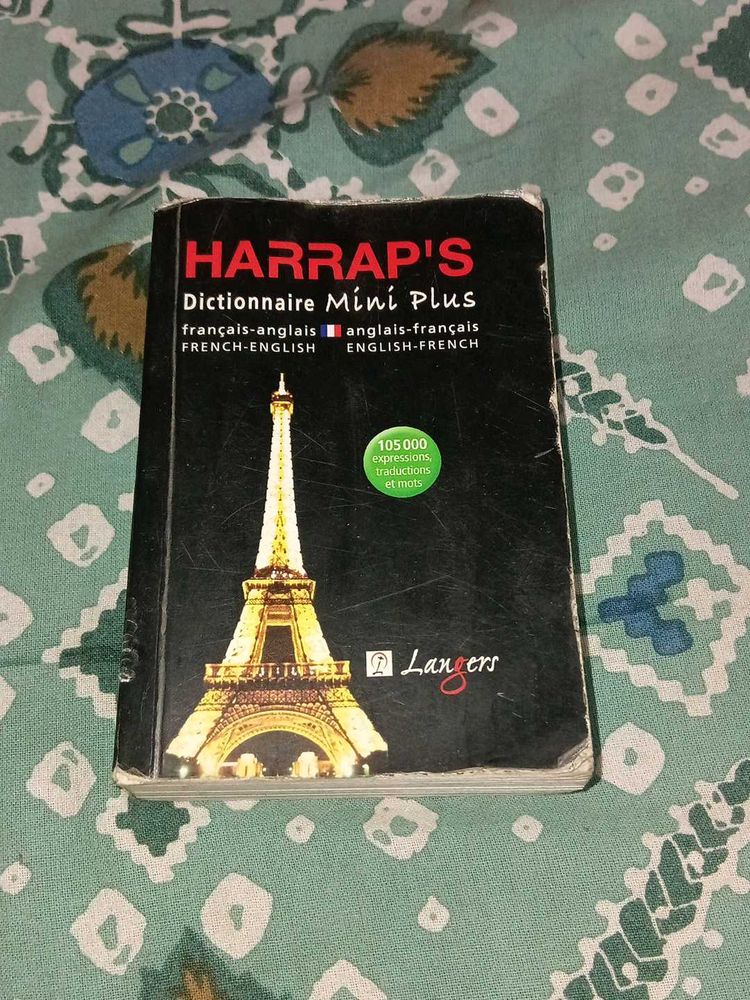 HARRAP'S
Dictionnaire Mini Plus
français-anglais anglais-français
FRENCH-ENGLISH ENGLISH-FRENCH
105 000
expressions,
traductions
et mots
Langers